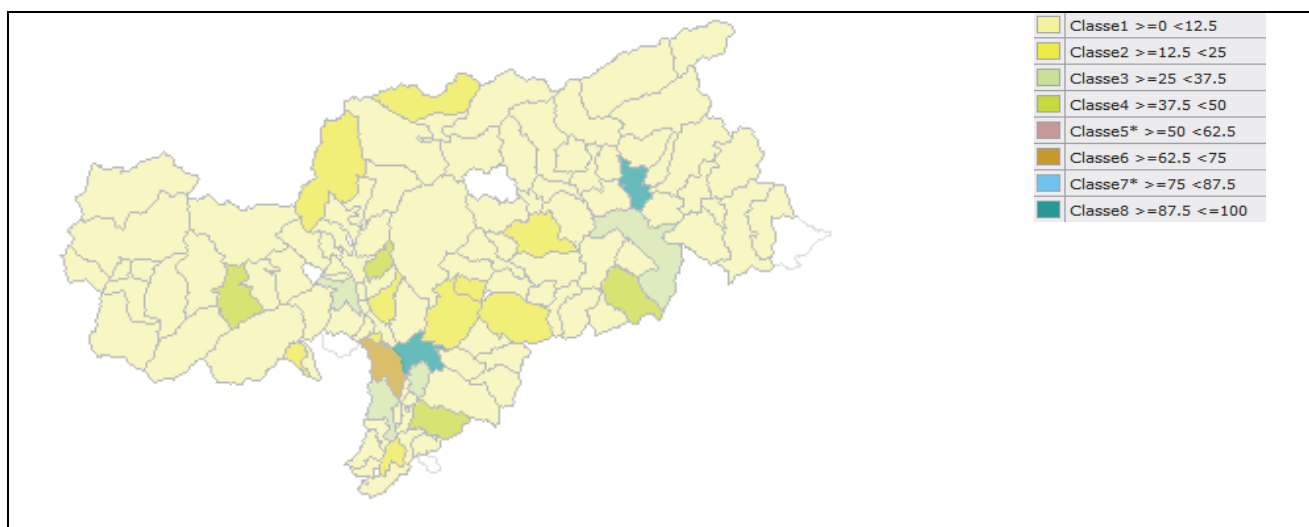 Classe1 >=0 <12.5
Classe2 >=12.5 <25
Classe3 >=25 <37.5
Classe4 >=37.5 <50
Classe5* >=50 <62.5
Classe6 >=62.5 <75
Classe7* >=75 <87.5
Classe8 >=87.5 <=100